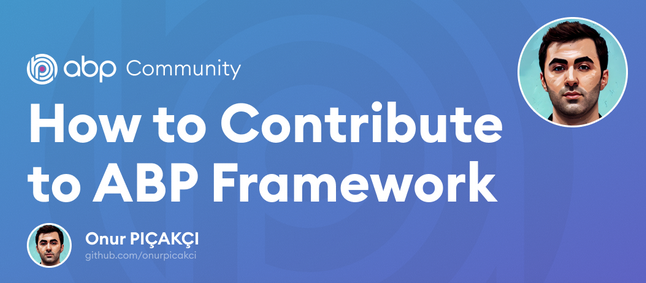 abp Community
How to Contribute
to ABP Framework
Onur PIÇAKÇI
github.com/onurpicakci